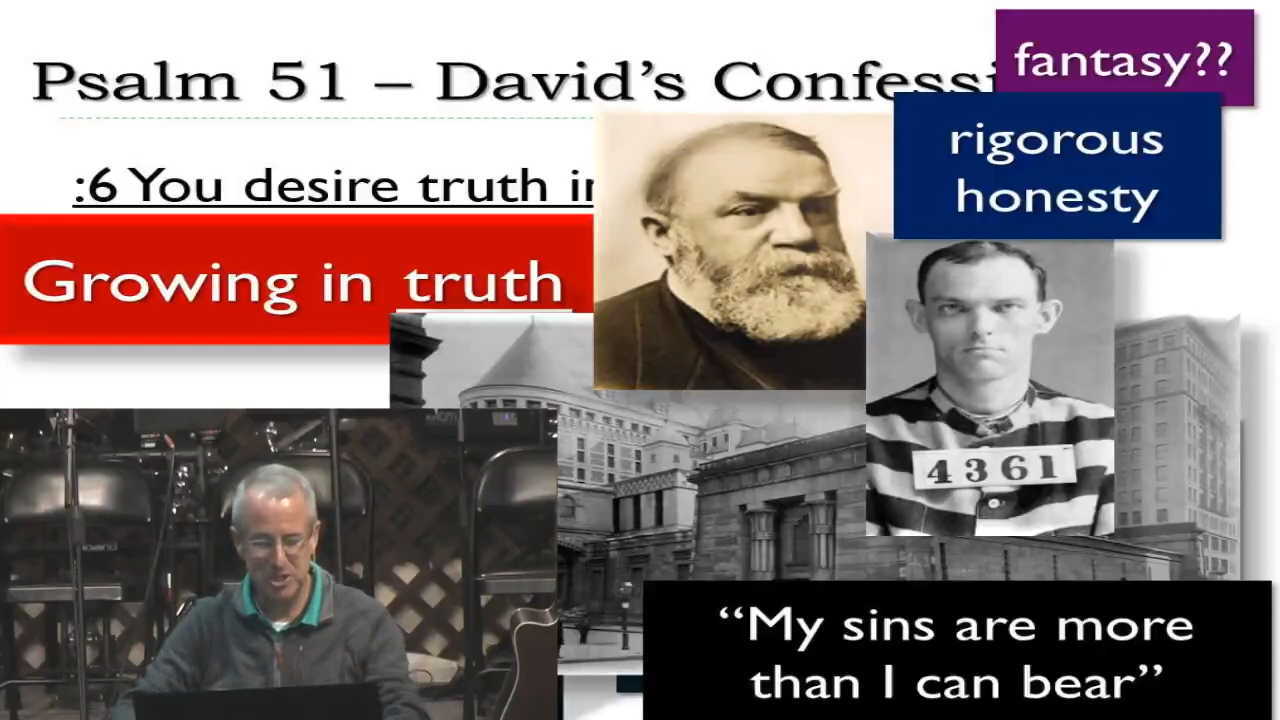 fantasy??
Psalm 51 – David’s Confessi
rigorous
honesty
:6 You desire truth in
Growing in truth
4361
“My sins are more
than I can bear”